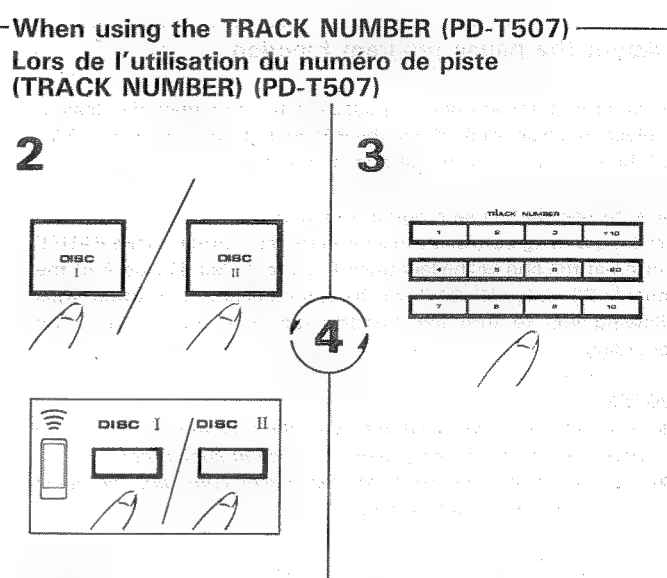 When using the TRACK NUMBER (PD-T507)
Lors de l'utilisation du numéro de piste
(TRACK NUMBER) (PD-T507)
2
DISC
I
DISC
II
DISC I
DISC II
4
3
TRACK NUMBER
1 2 3 +10
4 5 6
7 8 9 10